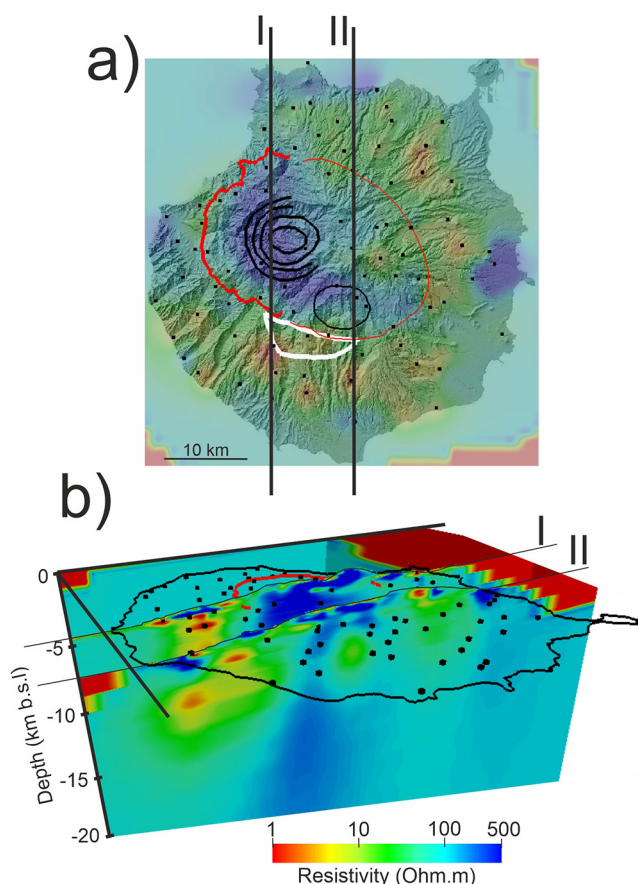 I
II
a)
10 km
b)
I
II
0
-5
-10
-15
-20
Depth (km b.s.l)
1
10
100
500
Resistivity (Ohm.m)